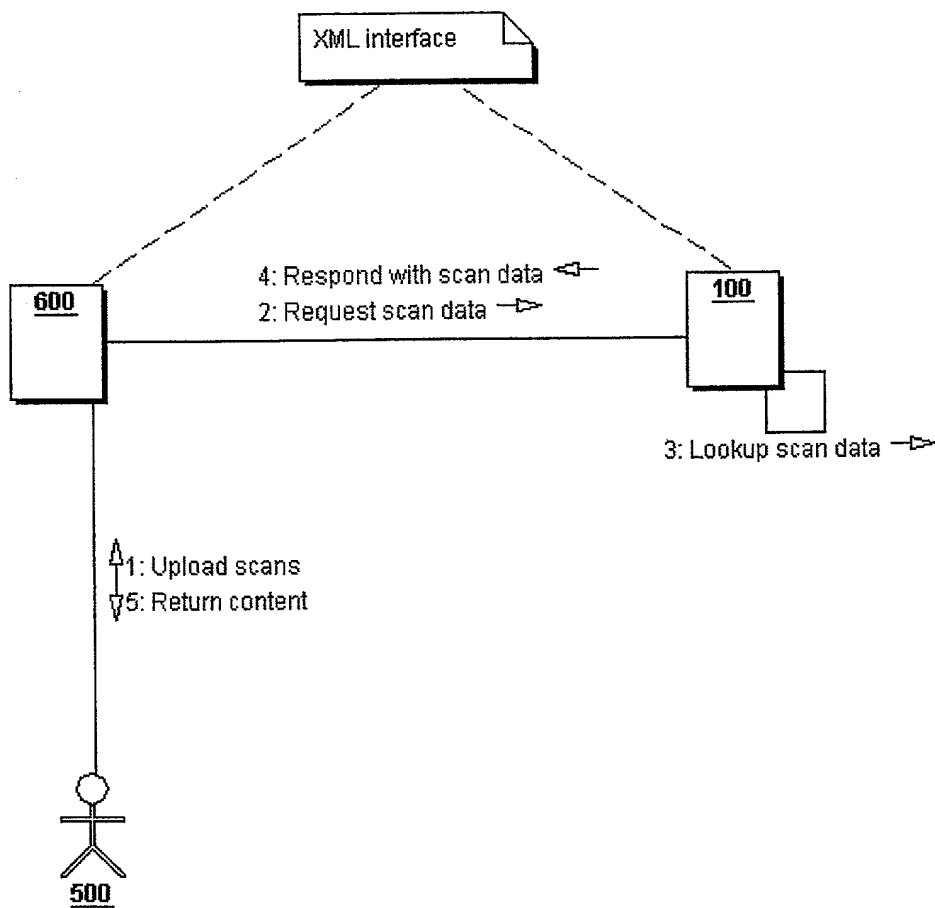 XML interface
4: Respond with scan data
2: Request scan data
600
100
3: Lookup scan data
1: Upload scans
5: Return content
500